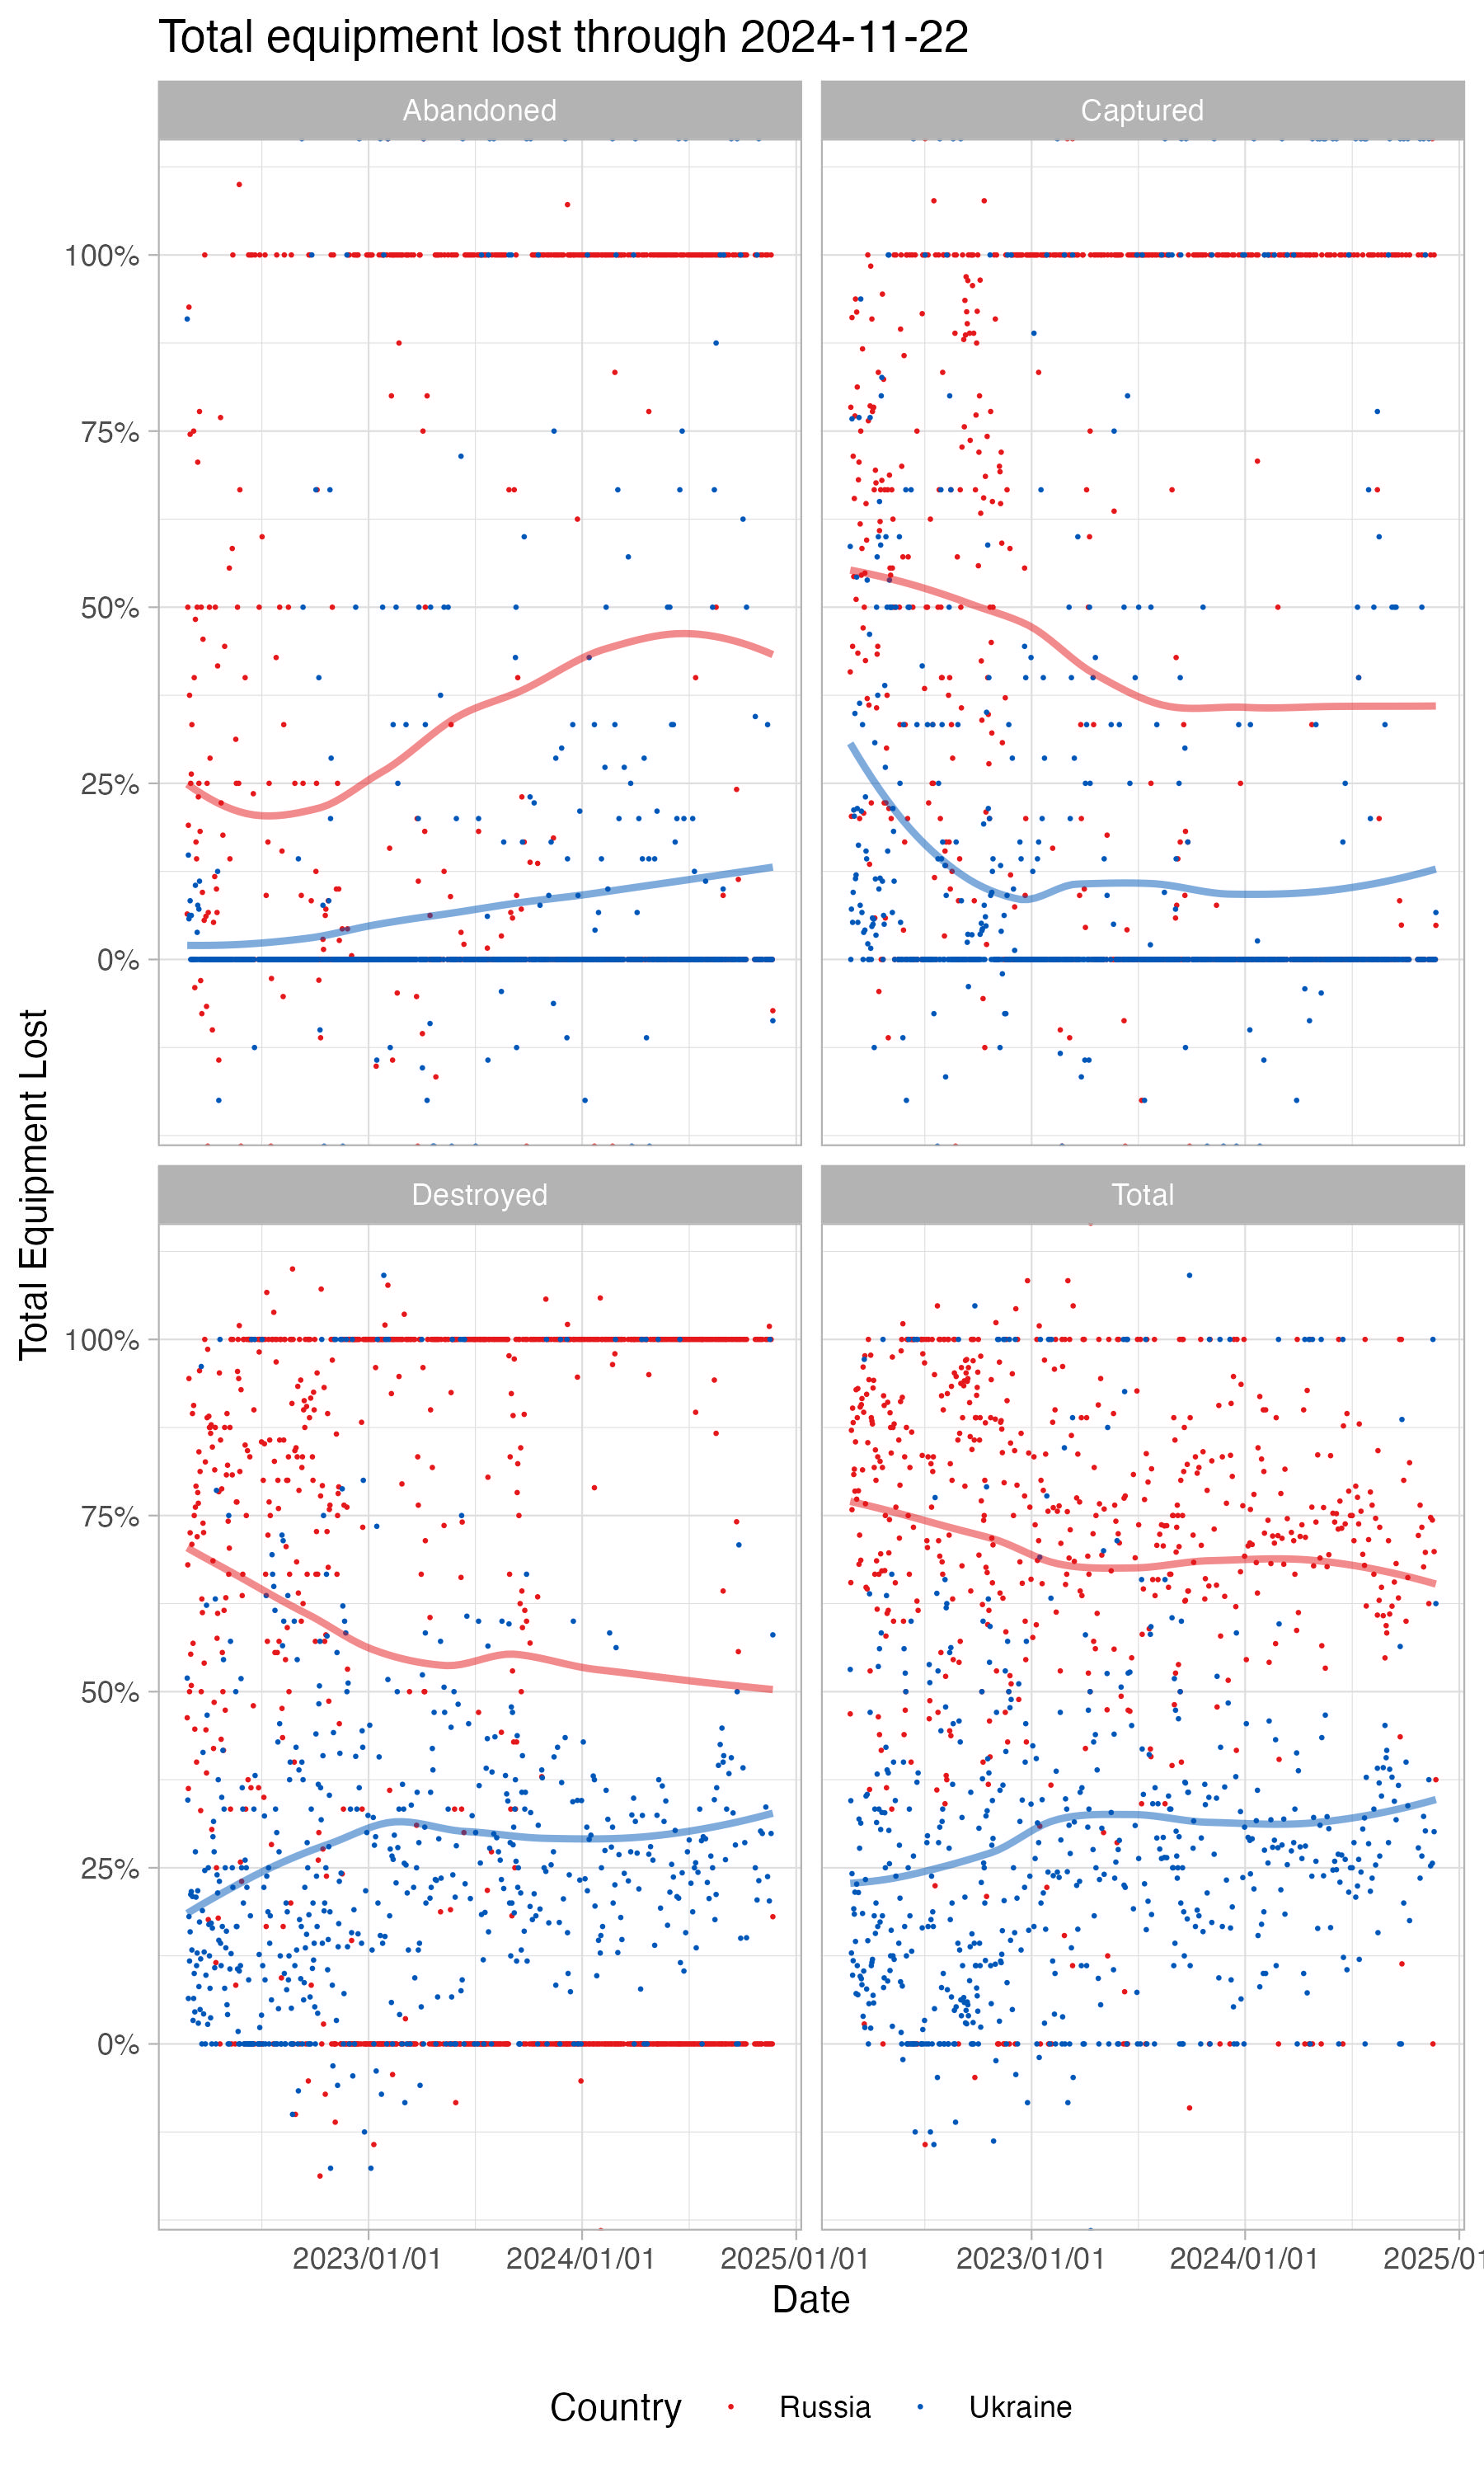 Total equipment lost through 2024-11-22
Abandoned
Captured
100%
75%
50%
25%
0%
Total Equipment Lost
Destroyed
Total
100%
75%
50%
25%
0%
2023/01/01 2024/01/01 2025/01/01 2023/01/01 2024/01/01 2025/01
Date
Country Russia Ukraine